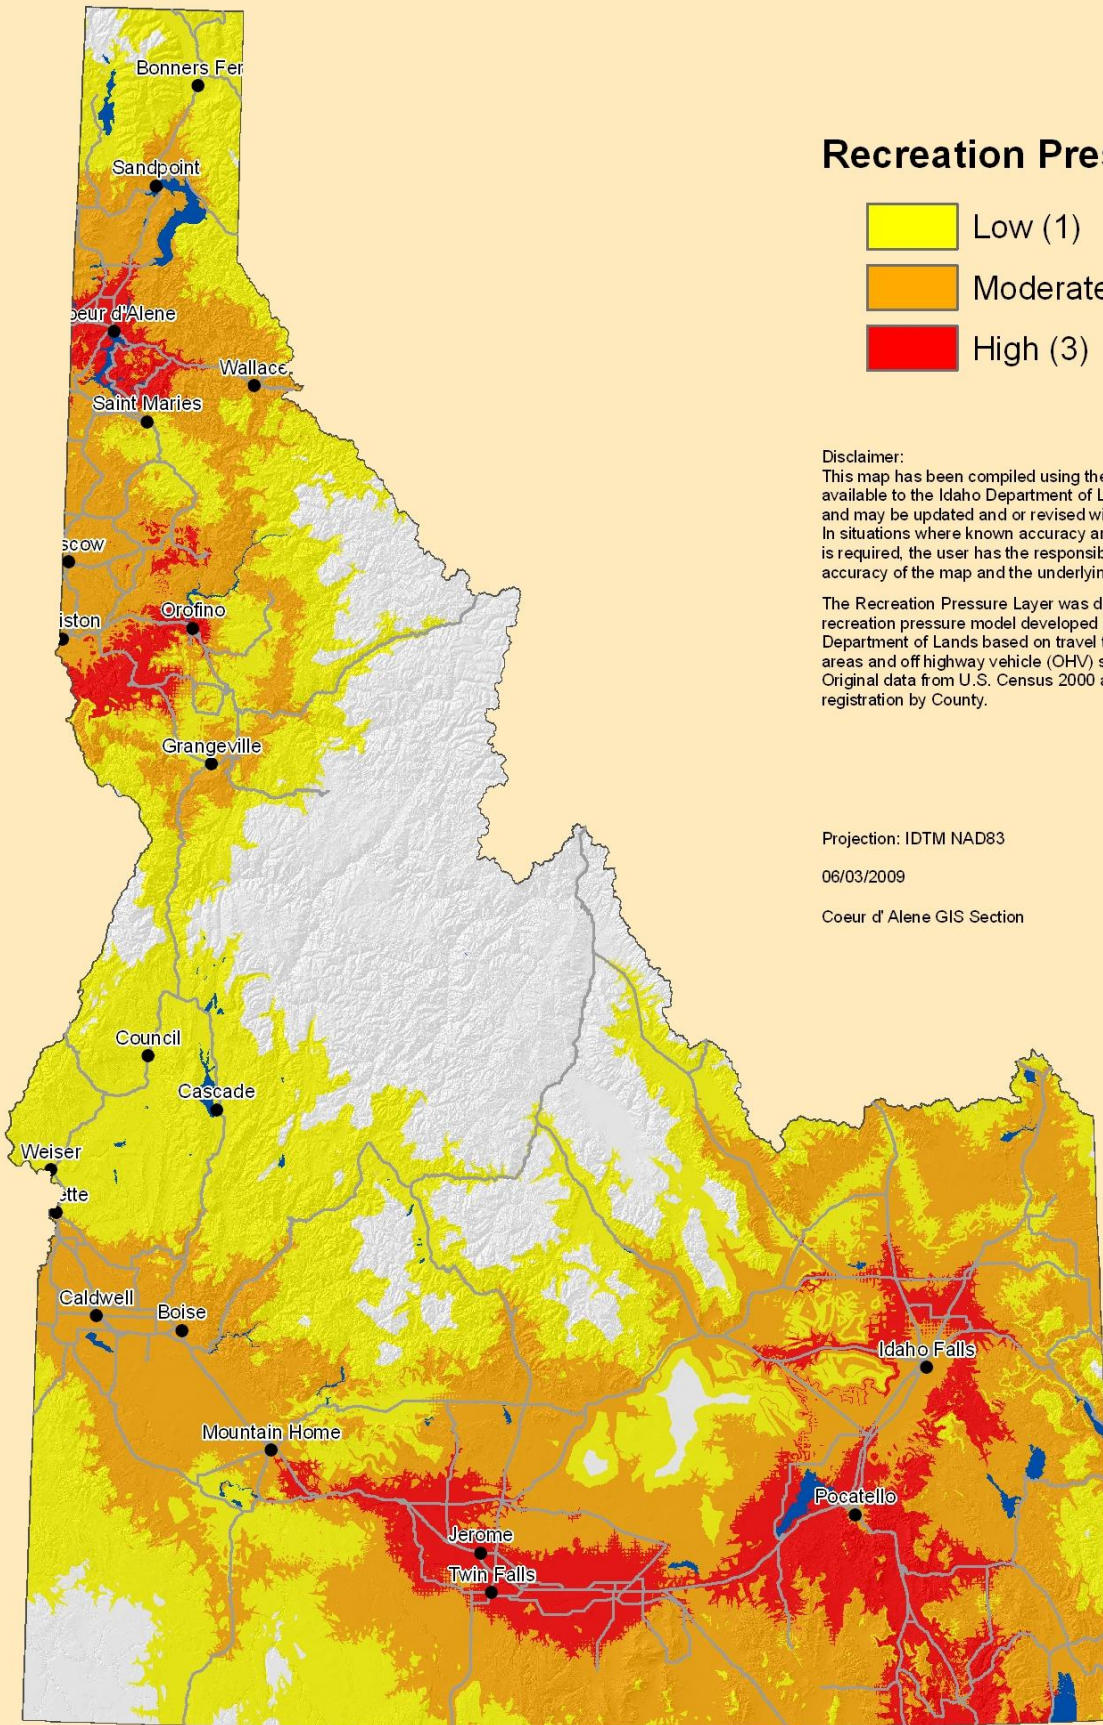 Bonners Fer
Sandpoint
oeur d'Alene
Wallace
Saint Maries
scow
Orofino
iston
Grangeville
Council
Cascade
Weiser
ette
Caldwell
Boise
Mountain Home
Jerome
Twin Falls
Idaho Falls
Pocatello
Recreation Pres
Low (1)
Moderate
High (3)
Disclaimer:
This map has been compiled using the
available to the Idaho Department of L
and may be updated and or revised wi
In situations where known accuracy an
is required, the user has the responsib
accuracy of the map and the underlyin
The Recreation Pressure Layer was d
recreation pressure model developed
Department of Lands based on travel t
areas and off highway vehicle (OHV) s
Original data from U.S. Census 2000 a
registration by County.
Projection: IDTM NAD83
06/03/2009
Coeur d' Alene GIS Section